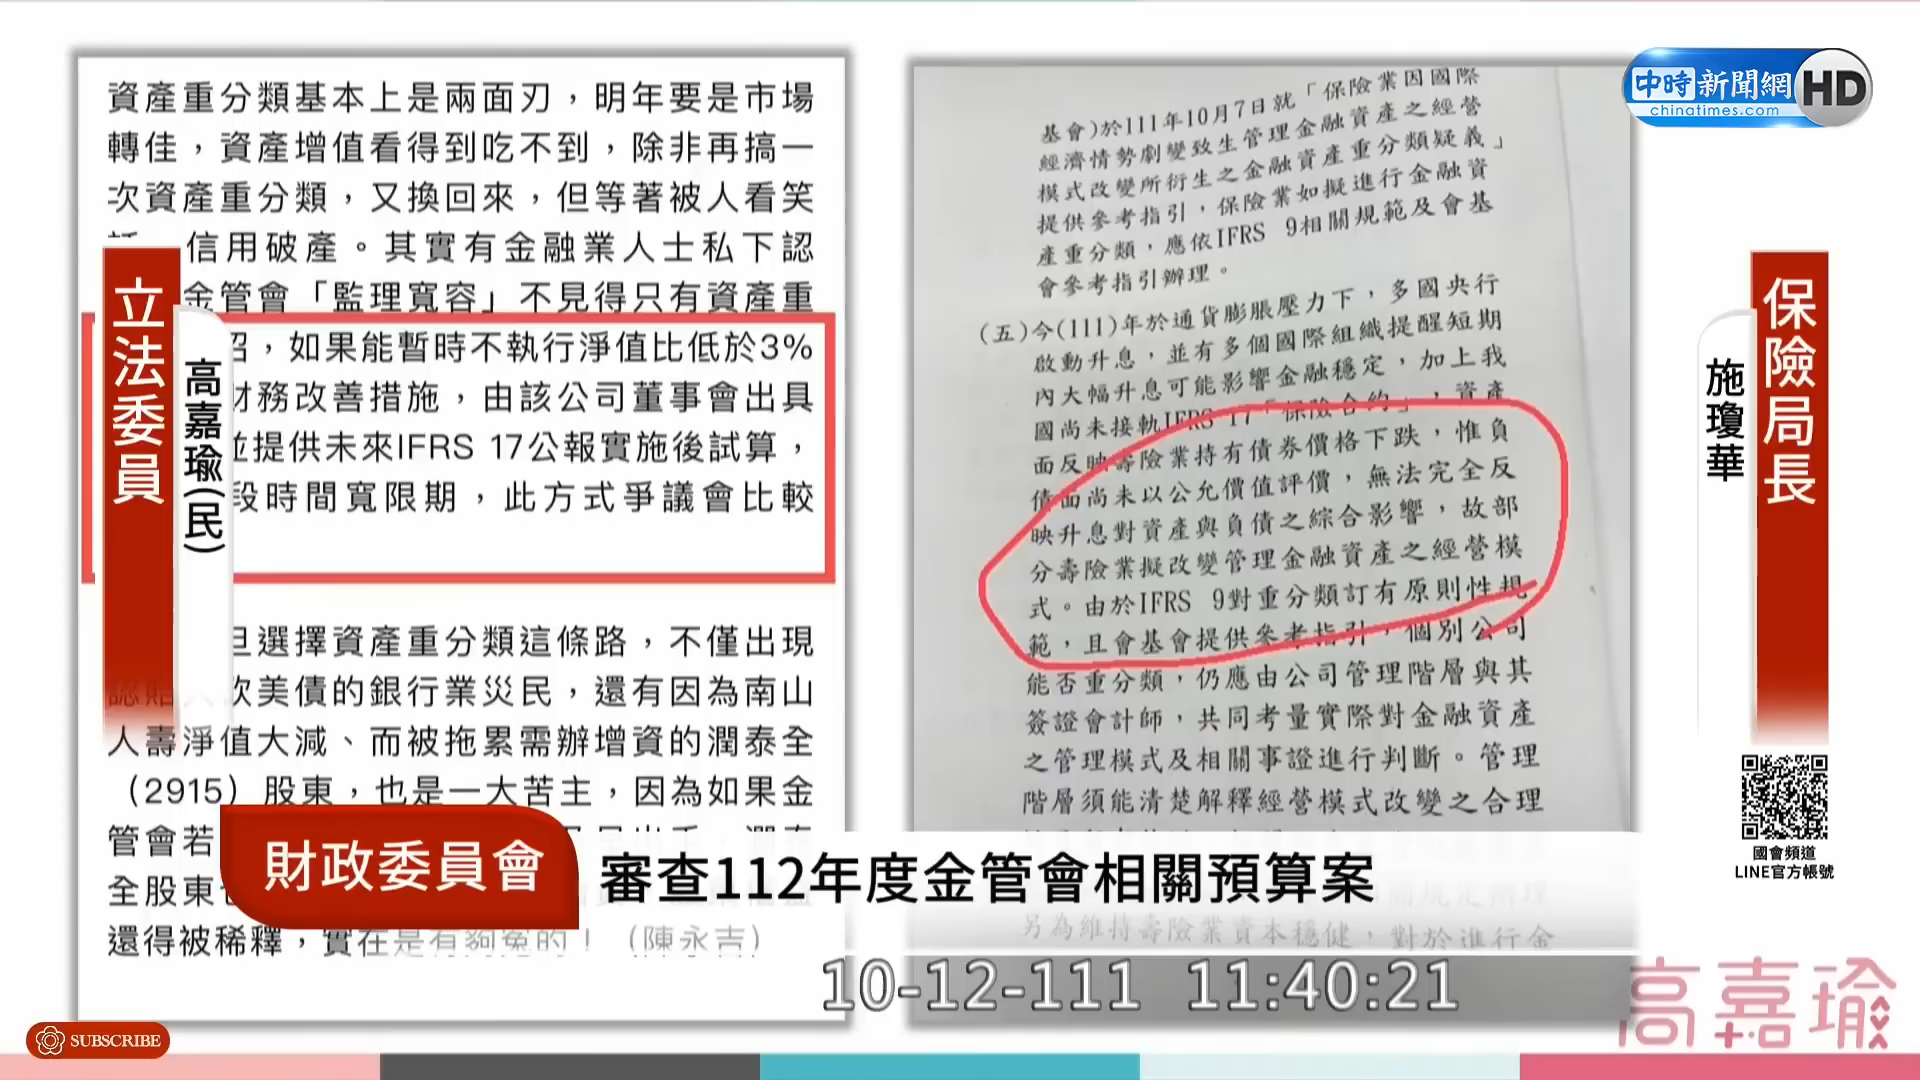 資產重分類基本上是兩面刃，明年要是市場
轉佳，資產增值看得到吃不到，除非再搞一
次資產重分類，又換回來，但等著被人看笑
信用破產。其實有金融業人士私下認
金管會「監理寬容」不見得只有資產重
，如果能暫時不執行淨值比低於3%
財務改善措施，由該公司董事會出具
並提供未來IFRS 17公報實施後試算，
段時間寬限期，此方式爭議會比較
旦選擇資產重分類這條路，不僅出現
欧美債的銀行業災民，還有因為南山
人壽淨值大減、而被拖累需辦增資的潤泰全
（2915）股東，也是一大苦主，因為如果金
管會若
全股東
還得被稀釋，實在是有夠冤的！（陳永吉）
基會)於111年10月7日就「保險業因國際
經濟情勢劇變致生管理金融資產之經營
模式改變所衍生之金融資產重分類疑義」
提供參考指引，保險業如擬進行金融資
產重分類，應依IFRS 9相關規範及會基
會參考指引辦理。
(五)今(111)年於通貨膨脹壓力下，多國央行
啟動升息，並有多個國際組織提醒短期
內大幅升息可能影響金融穩定，加上我
國尚未接軌IFRS 17「保險合約」，資產
面反映壽險業持有債券價格下跌，惟負
債面尚未以公允價值評價，無法完全反
映升息對資產與負債之綜合影響，故部
分壽險業擬改變管理金融資產之經營模
式。由於IFRS 9對重分類訂有原則性規
範，且會基會提供參考指引，個別公司
能否重分類，仍應由公司管理階層與其
簽證會計師，共同考量實際對金融資產
之管理模式及相關事證進行判斷。管理
階層須能清楚解釋經營模式改變之合理
另為維持壽險業資本穩健，對於進行金
中時新聞網 HD
chinatimes.com
立法委員
高嘉瑜(民)
保險局長
施瓊華
國會頻道
LINE官方帳號
財政委員會
審查112年度金管會相關預算案
10-12-111 11:40:21
高嘉瑜
SUBSCRIBE